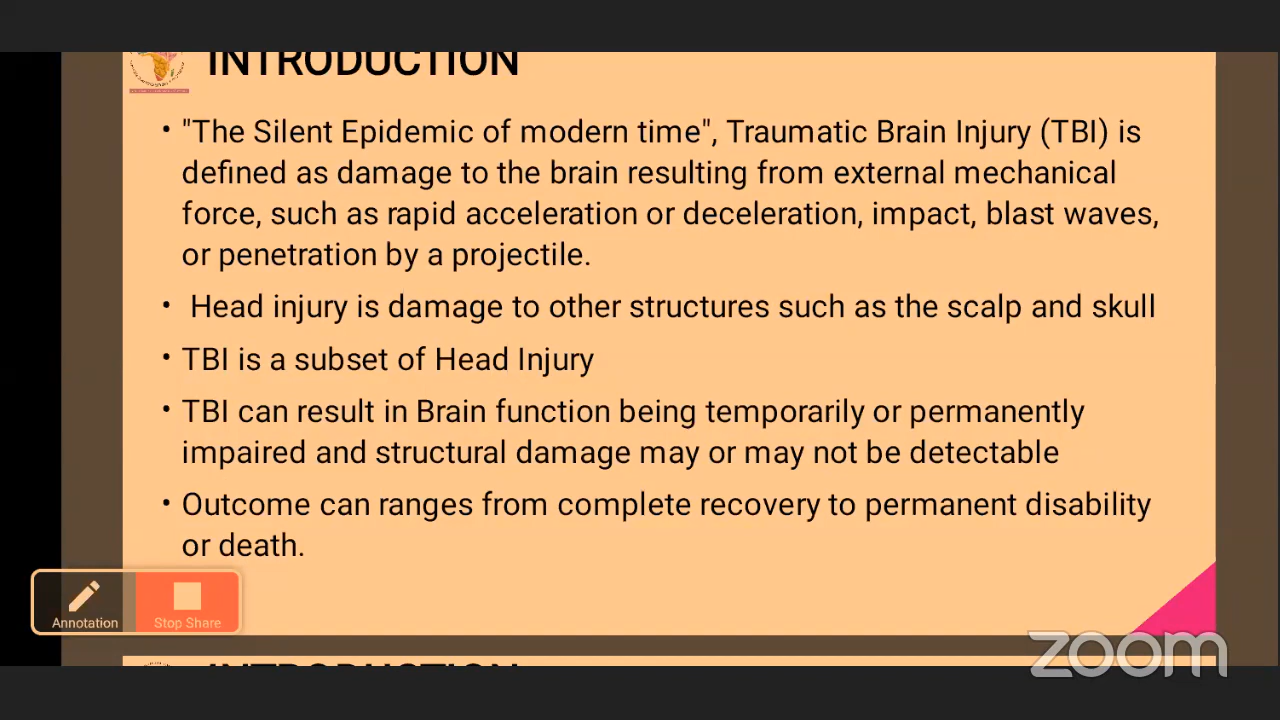 INTRODUCTION
• "The Silent Epidemic of modern time", Traumatic Brain Injury (TBI) is
defined as damage to the brain resulting from external mechanical
force, such as rapid acceleration or deceleration, impact, blast waves,
or penetration by a projectile.
• Head injury is damage to other structures such as the scalp and skull
• TBI is a subset of Head Injury
• TBI can result in Brain function being temporarily or permanently
impaired and structural damage may or may not be detectable
• Outcome can ranges from complete recovery to permanent disability
or death.
Annotation
Stop Share
zoom
INTRODUCTION